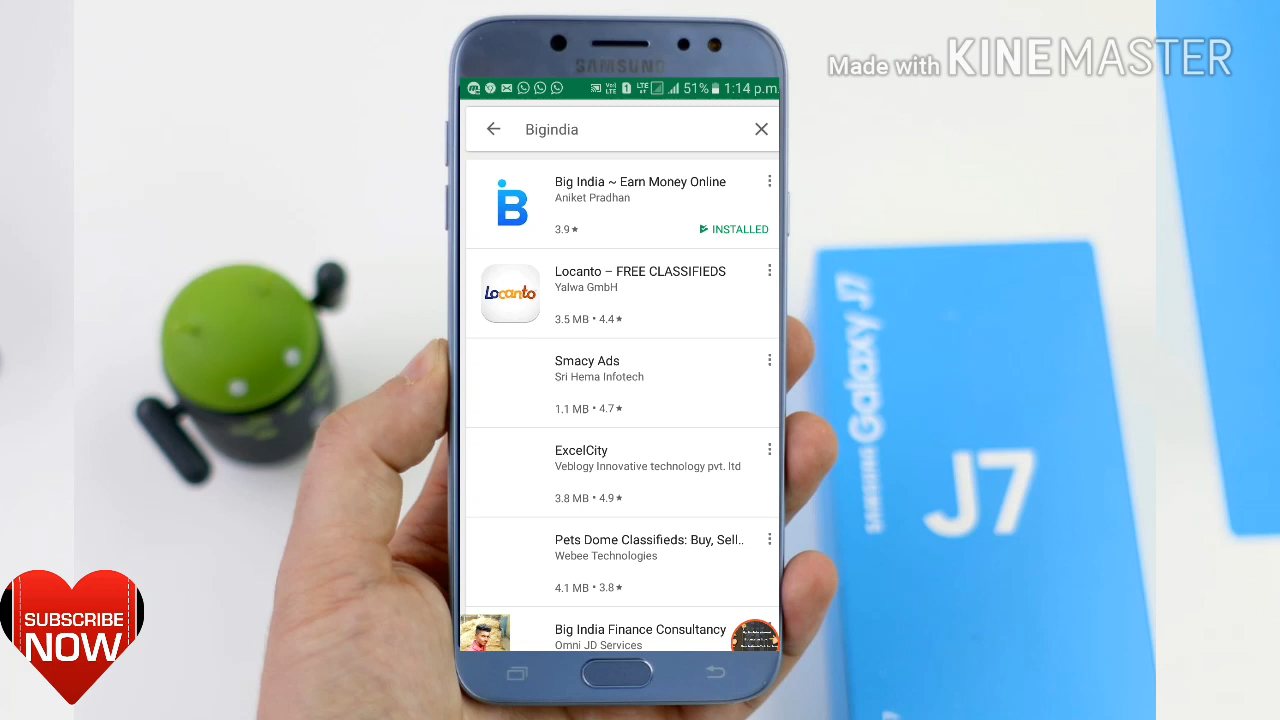 Made with KINEMASTER
SAMSUNG
51% 1:14 p.m.
Bigindia
Big India ~ Earn Money Online
Aniket Pradhan
3.9★
INSTALLED
Locanto
Locanto – FREE CLASSIFIEDS
Yalwa GmbH
3.5 MB • 4.4★
Smacy Ads
Sri Hema Infotech
1.1 MB • 4.7★
ExcelCity
Veblogy Innovative technology pvt. ltd
3.8 MB • 4.9★
Pets Dome Classifieds: Buy, Sell..
Webee Technologies
4.1 MB • 3.8★
Big India Finance Consultancy
Omni JD Services
SAMSUNG Galaxy J7
J7
SUBSCRIBE
NOW